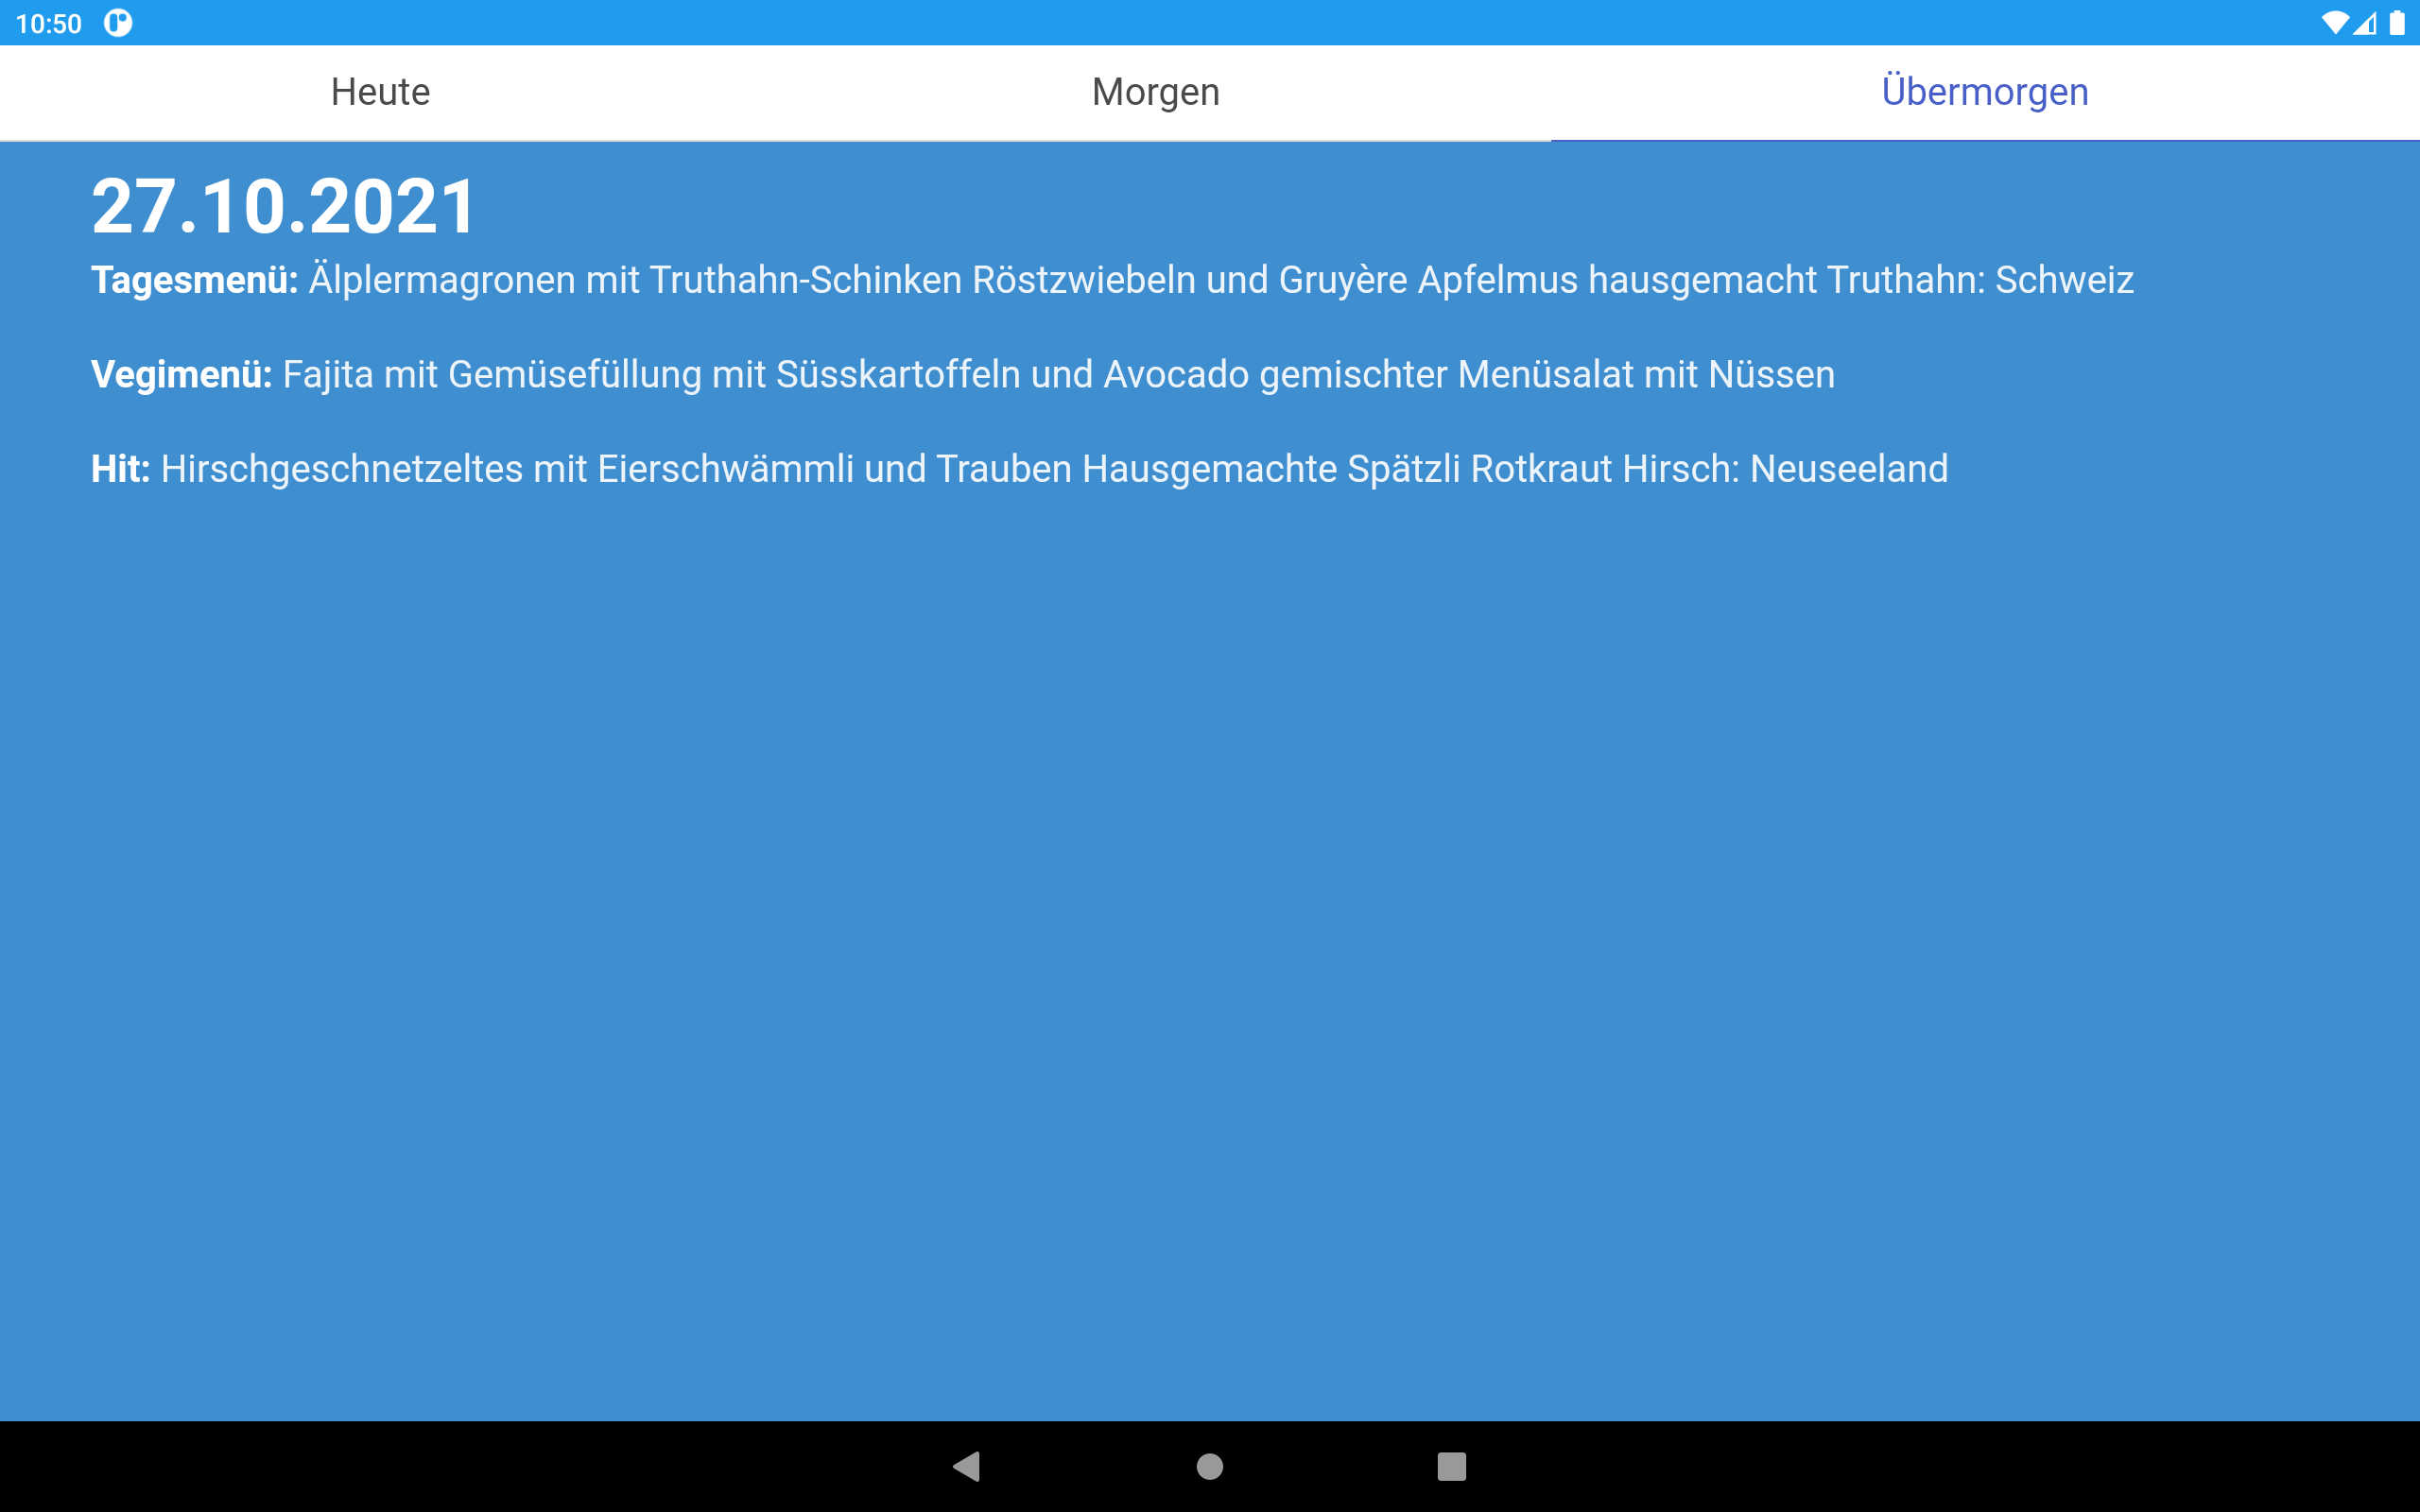 10:50
Heute Morgen Übermorgen
27.10.2021
Tagesmenü: Älplermagronen mit Truthahn-Schinken Röstzwiebeln und Gruyère Apfelmus hausgemacht Truthahn: Schweiz
Vegimenü: Fajita mit Gemüsefüllung mit Süsskartoffeln und Avocado gemischter Menüsalat mit Nüssen
Hit: Hirschgeschnetzeltes mit Eierschwämmli und Trauben Hausgemachte Spätzli Rotkraut Hirsch: Neuseeland